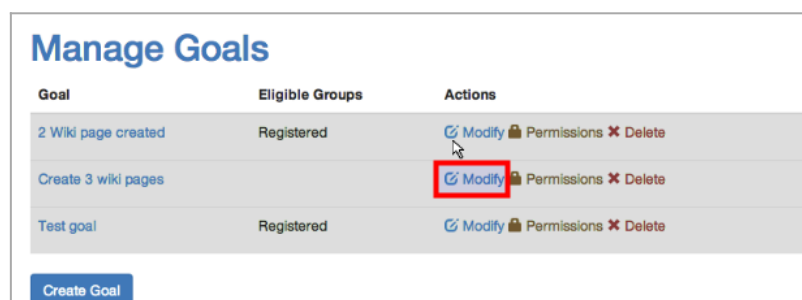 Manage Goals
Goal Eligible Groups Actions
2 Wiki page created Registered Modify Permissions Delete
Create 3 wiki pages Modify Permissions Delete
Test goal Registered Modify Permissions Delete
Create Goal